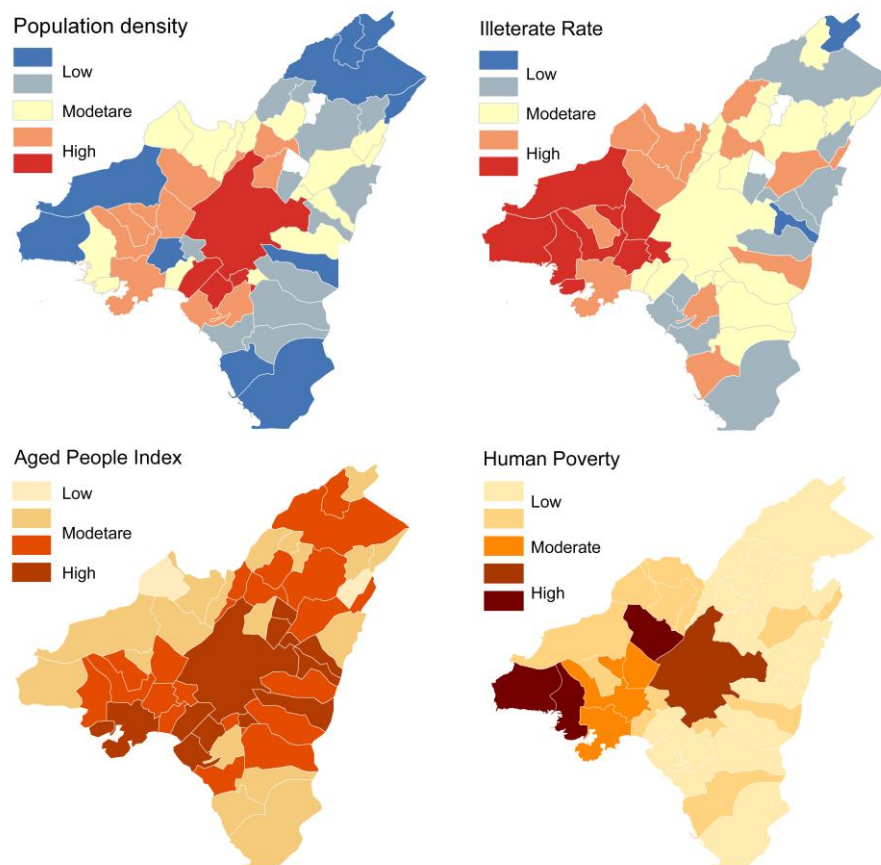 Population density
Low
Modetare
High
Illeterate Rate
Low
Modetare
High
Aged People Index
Low
Modetare
High
Human Poverty
Low
Moderate
High